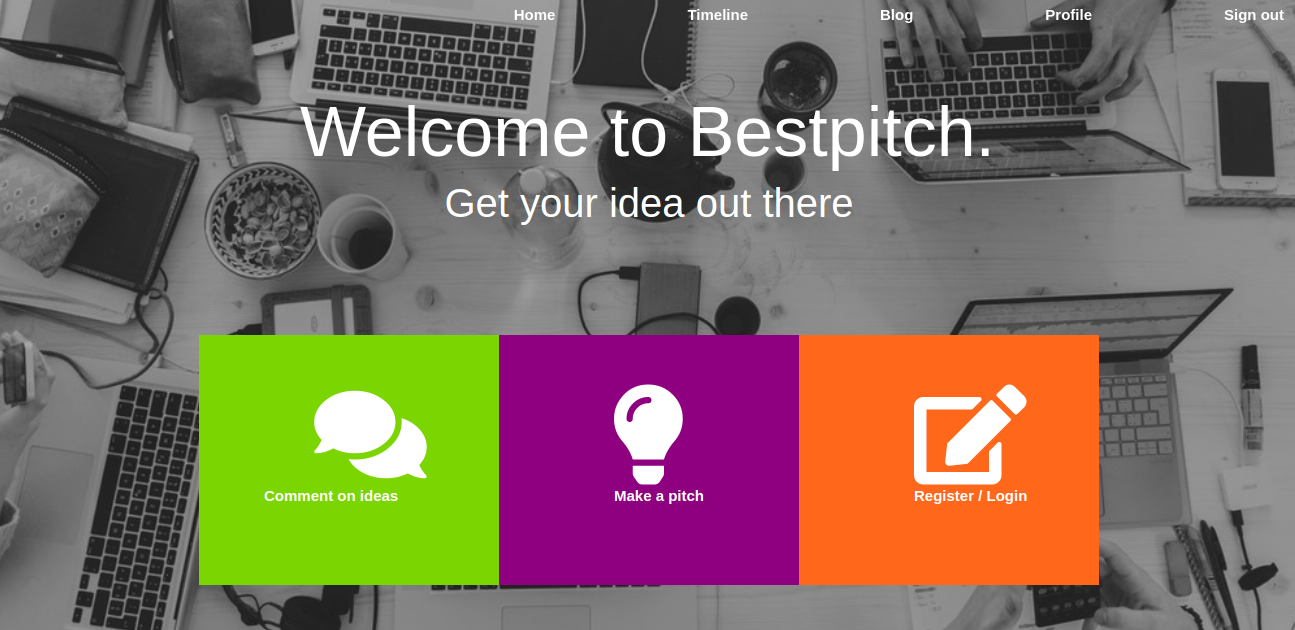 Home Timeline Blog Profile Sign out
Welcome to Bestpitch.
Get your idea out there
Comment on ideas Make a pitch Register / Login